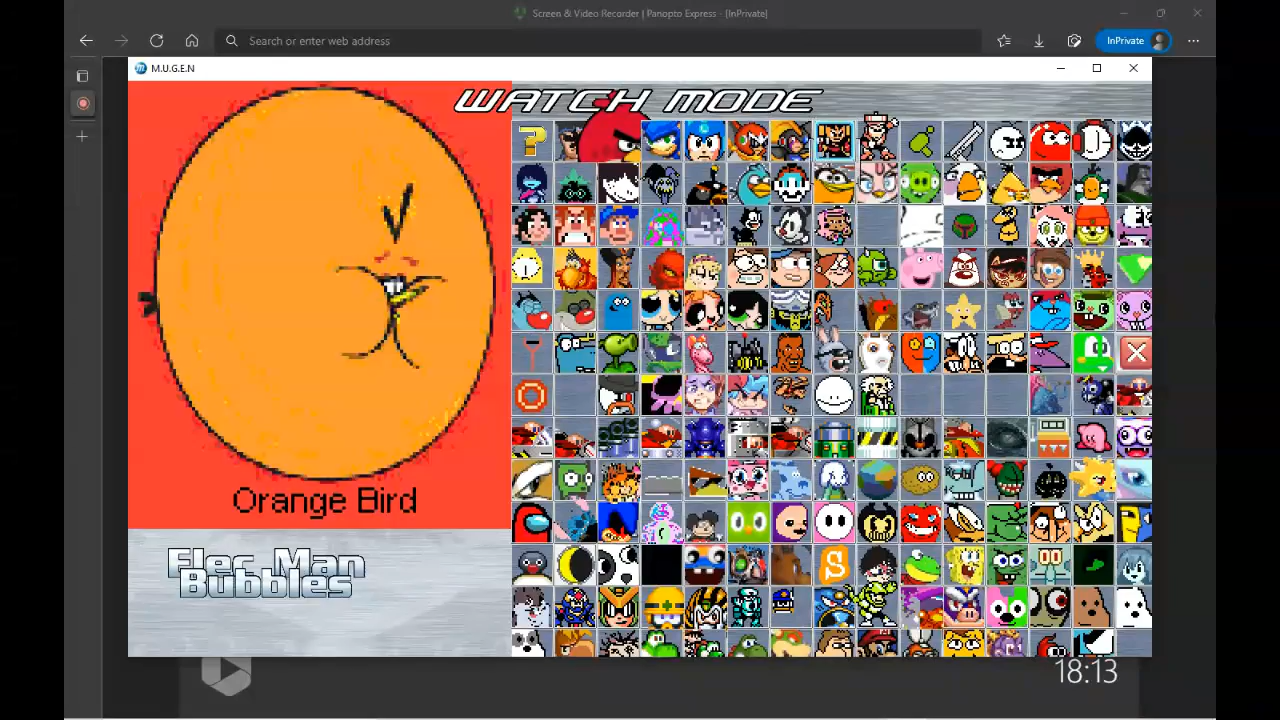 Screen & Video Recorder | Panopto Express - [InPrivate]
Search or enter web address
InPrivate
M.U.G.E.N
WATCH MODE
Orange Bird
Elec Man
Bubbles
18:13